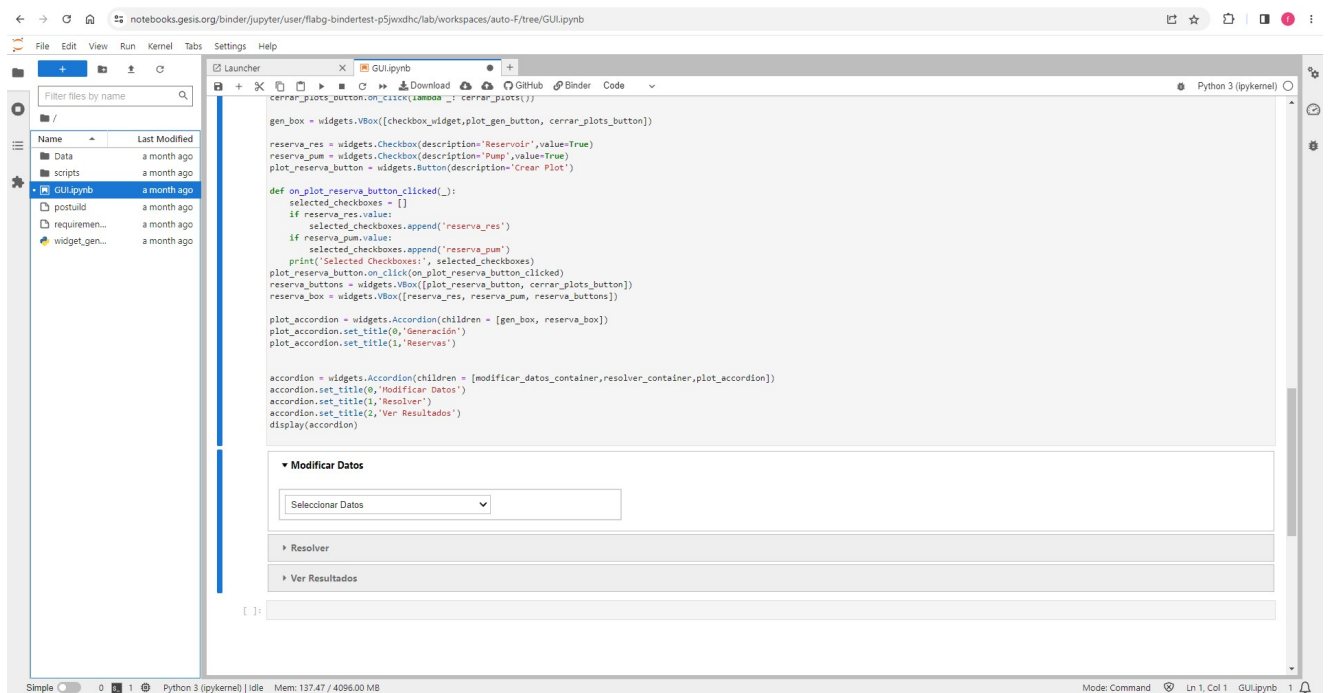 notebooks.gesis.org/binder/jupyter/user/flabg-bindertest-p5jwxdhc/lab/workspaces/auto-F/tree/GUI.ipynb
File Edit View Run Kernel Tabs Settings Help
Filter files by name
/
Name Last Modified
Data a month ago
scripts a month ago
GUI.ipynb a month ago
postuild a month ago
requiremen... a month ago
widget_gen... a month ago
Launcher GUI.ipynb
Download GitHub Binder Code Python 3 (ipykernel)
cerrar_plots_button.on_click(lambda _: cerrar_plots())
gen_box = widgets.VBox([checkbox_widget,plot_gen_button, cerrar_plots_button])
reserva_res = widgets.Checkbox(description='Reservoir',value=True)
reserva_pum = widgets.Checkbox(description='Pump',value=True)
plot_reserva_button = widgets.Button(description='Crear Plot')
def on_plot_reserva_button_clicked(_):
selected_checkboxes = []
if reserva_res.value:
selected_checkboxes.append('reserva_res')
if reserva_pum.value:
selected_checkboxes.append('reserva_pum')
print('Selected Checkboxes:', selected_checkboxes)
plot_reserva_button.on_click(on_plot_reserva_button_clicked)
reserva_buttons = widgets.VBox([plot_reserva_button, cerrar_plots_button])
reserva_box = widgets.VBox([reserva_res, reserva_pum, reserva_buttons])
plot_accordion = widgets.Accordion(children = [gen_box, reserva_box])
plot_accordion.set_title(0,'Generación')
plot_accordion.set_title(1,'Reservas')
accordion = widgets.Accordion(children = [modificar_datos_container,resolver_container,plot_accordion])
accordion.set_title(0,'Modificar Datos')
accordion.set_title(1,'Resolver')
accordion.set_title(2,'Ver Resultados')
display(accordion)
Modificar Datos
Seleccionar Datos
Resolver
Ver Resultados
[ ]:
Simple 0 1 Python 3 (ipykernel) | Idle Mem: 137.47 / 4096.00 MB Mode: Command Ln 1, Col 1 GUI.ipynb 1